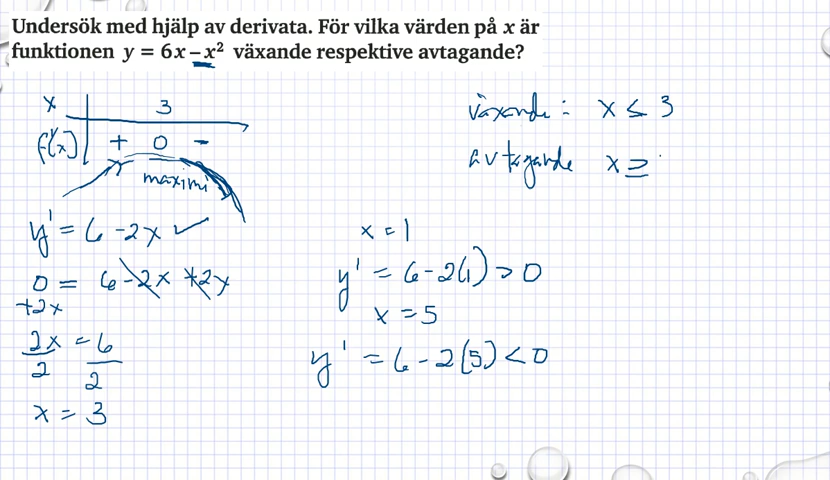 Undersök med hjälp av derivata. För vilka värden på x är
funktionen y = 6x – x² växande respektive avtagande?
x 3
f'(x) + 0 -
maximi
växande: x ≤ 3
avtagande x ≥
y' = 6 - 2x ✓
0 = 6 - 2x +2x
+2x
2x = 6
2 2
x = 3
x = 1
y' = 6 - 2(1) > 0
x = 5
y' = 6 - 2(5) < 0